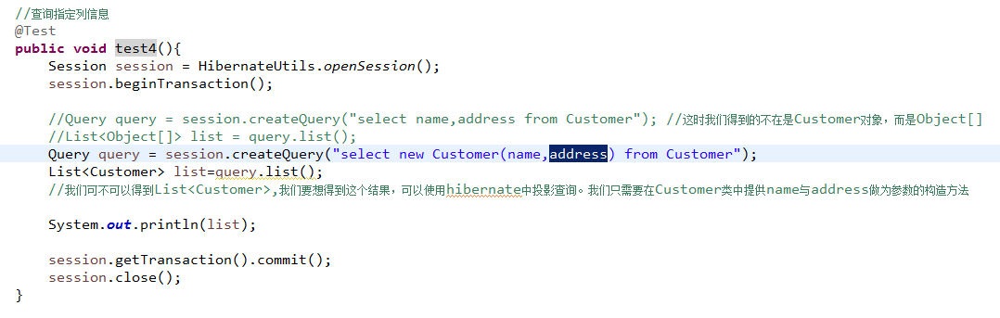 //查询指定列信息
@Test
public void test4(){
Session session = HibernateUtils.openSession();
session.beginTransaction();
//Query query = session.createQuery("select name,address from Customer"); //这时我们得到的不在是Customer对象，而是Object[]
//List<Object[]> list = query.list();
Query query = session.createQuery("select new Customer(name,address) from Customer");
List<Customer> list=query.list();
//我们可不可以得到List<Customer>,我们要想得到这个结果，可以使用hibernate中投影查询。我们只需要在Customer类中提供name与address做为参数的构造方法
System.out.println(list);
session.getTransaction().commit();
session.close();
}